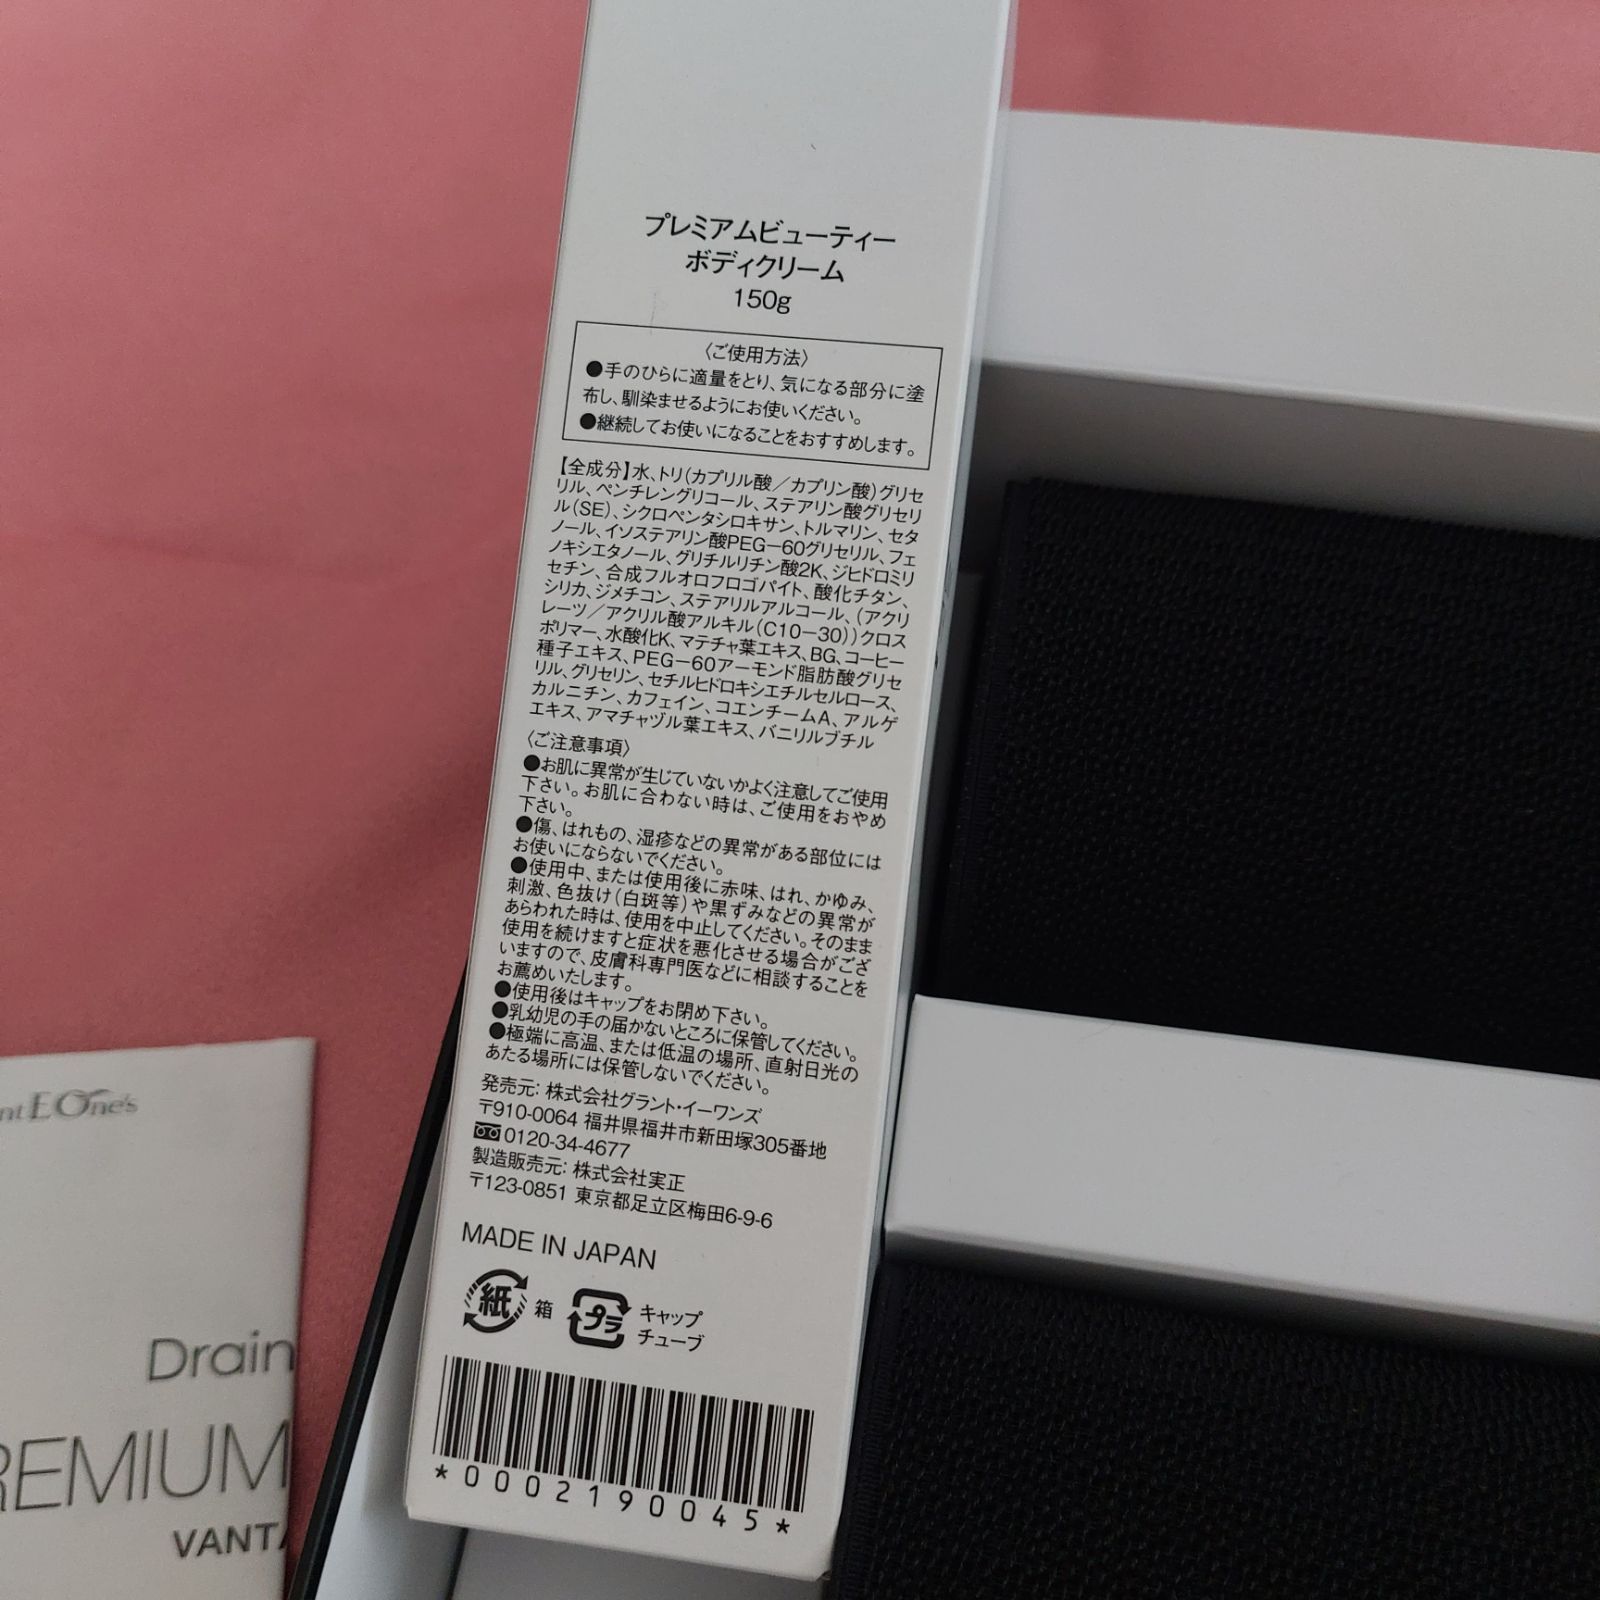 プレミアムビューティー
ボディクリーム
150g
〈ご使用方法〉
●手のひらに適量をとり、気になる部分に塗
布し、馴染ませるようにお使いください。
●継続してお使いになることをおすすめします。
【全成分】水、トリ(カプリル酸／カプリン酸)グリセ
リル、ペンチレングリコール、ステアリン酸グリセリ
ル(SE)、シクロペンタシロキサン、トルマリン、セタ
ノール、イソステアリン酸PEG－60グリセリル、フェ
ノキシエタノール、グリチルリチン酸2K、ジヒドロミリ
セチン、合成フルオロフロゴパイト、酸化チタン、
シリカ、ジメチコン、ステアリルアルコール、(アクリ
レーツ／アクリル酸アルキル(C10－30))クロス
ポリマー、水酸化K、マテチャ葉エキス、BG、コーヒー
種子エキス、PEG－60アーモンド脂肪酸グリセ
リル、グリセリン、セチルヒドロキシエチルセルロース、
カルニチン、カフェイン、コエンチームA、アルゲ
エキス、アマチャヅル葉エキス、バニリルブチル
〈ご注意事項〉
●お肌に異常が生じていないかよく注意してご使用
下さい。お肌に合わない時は、ご使用をおやめ
下さい。
●傷、はれもの、湿疹などの異常がある部位には
お使いにならないでください。
●使用中、または使用後に赤味、はれ、かゆみ、
刺激、色抜け(白斑等)や黒ずみなどの異常が
あらわれた時は、使用を中止してください。そのまま
使用を続けますと症状を悪化させる場合がござ
いますので、皮膚科専門医などに相談することを
お薦めいたします。
●使用後はキャップをお閉め下さい。
●乳幼児の手の届かないところに保管してください。
●極端に高温、または低温の場所、直射日光の
あたる場所には保管しないでください。
発売元: 株式会社グラント・イーワンズ
〒910-0064 福井県福井市新田塚305番地
0120-34-4677
製造販売元: 株式会社実正
〒123-0851 東京都足立区梅田6-9-6
MADE IN JAPAN
紙 箱 プラ キャップ
チューブ
*000219 0045*
nt E One's
Drain
REMIUM
VANTA